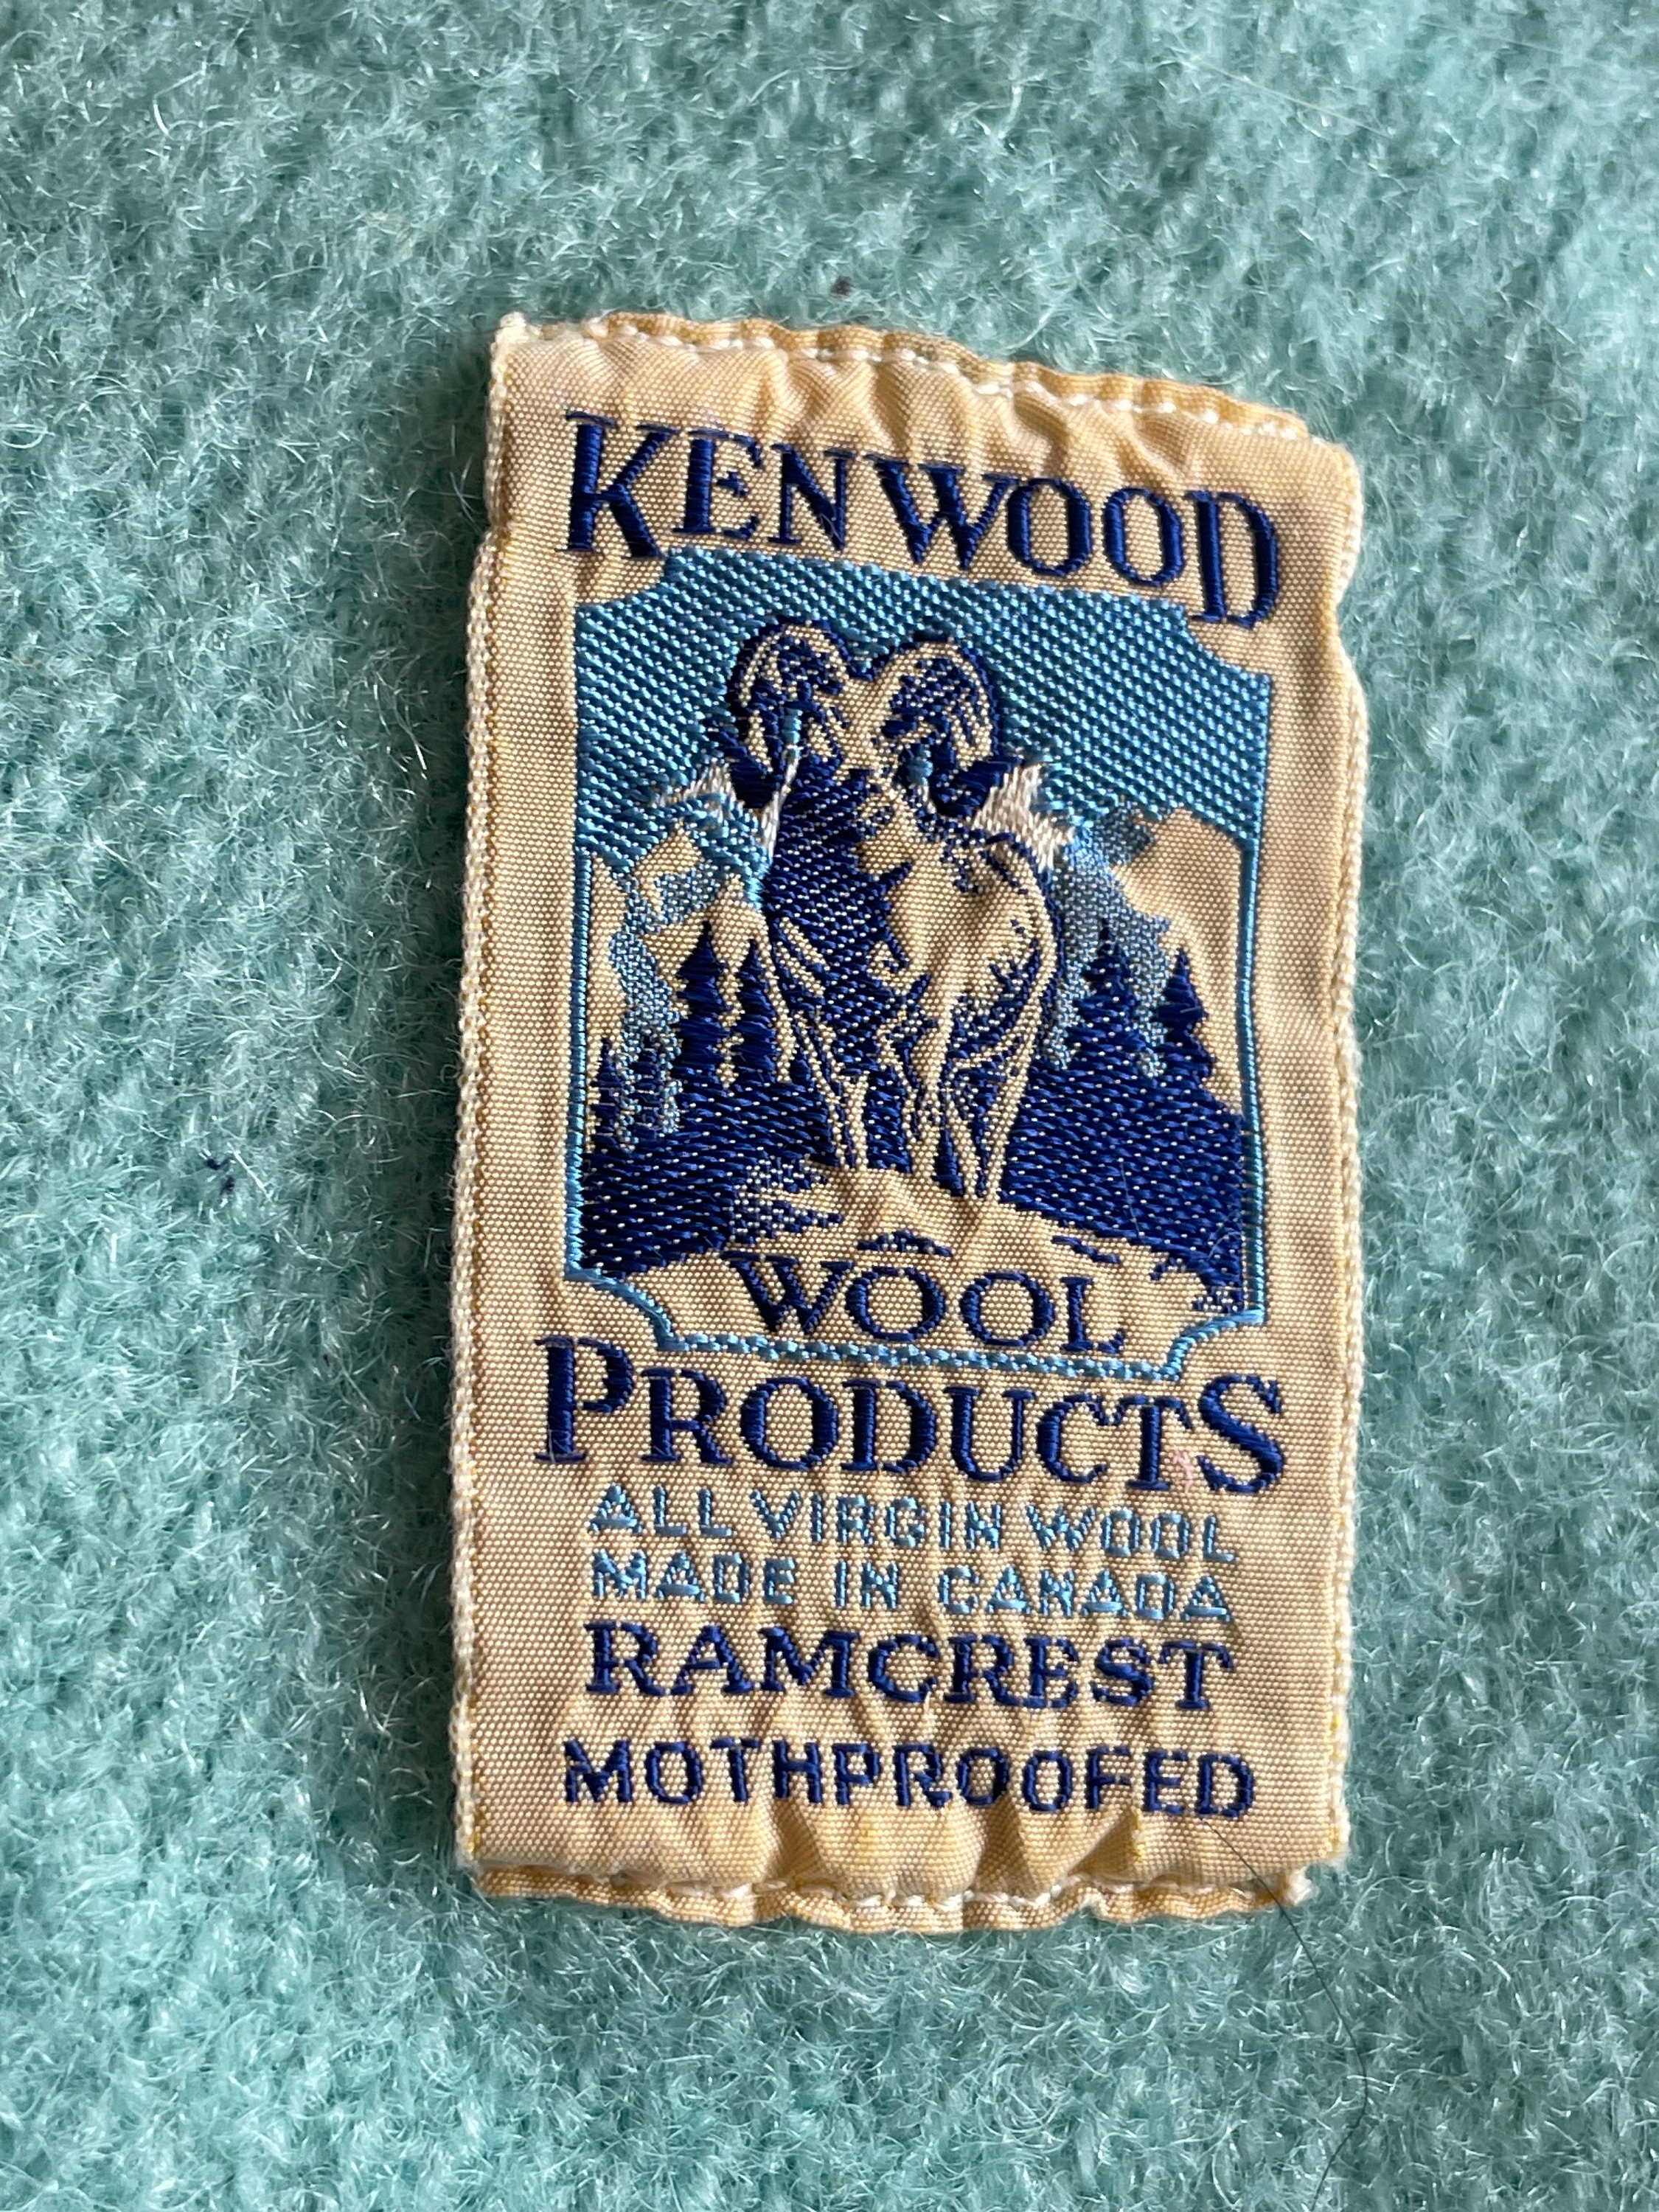 KENWOOD
WOOL
PRODUCTS
ALL VIRGIN WOOL
MADE IN CANADA
RAMCREST
MOTHPROOFED